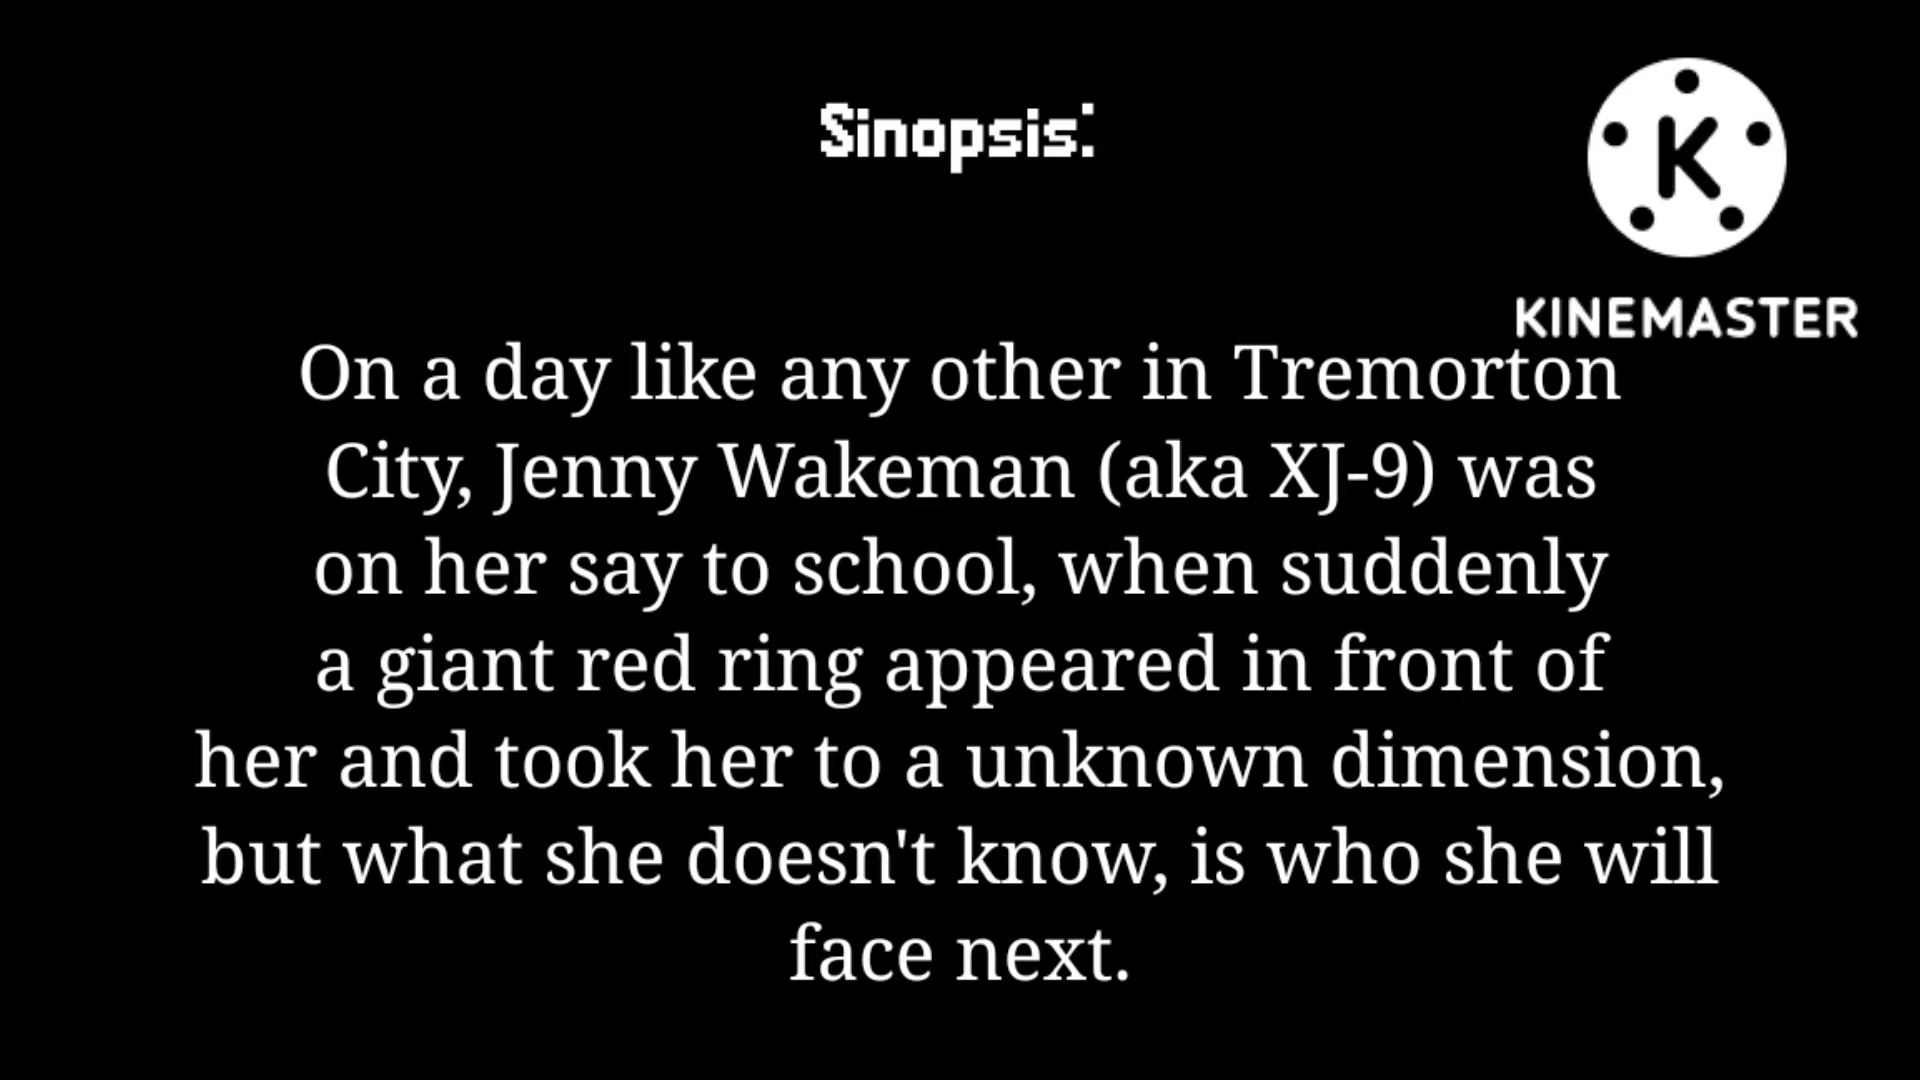 Sinopsis:
K
KINEMASTER
On a day like any other in Tremorton
City, Jenny Wakeman (aka XJ-9) was
on her say to school, when suddenly
a giant red ring appeared in front of
her and took her to a unknown dimension,
but what she doesn't know, is who she will
face next.